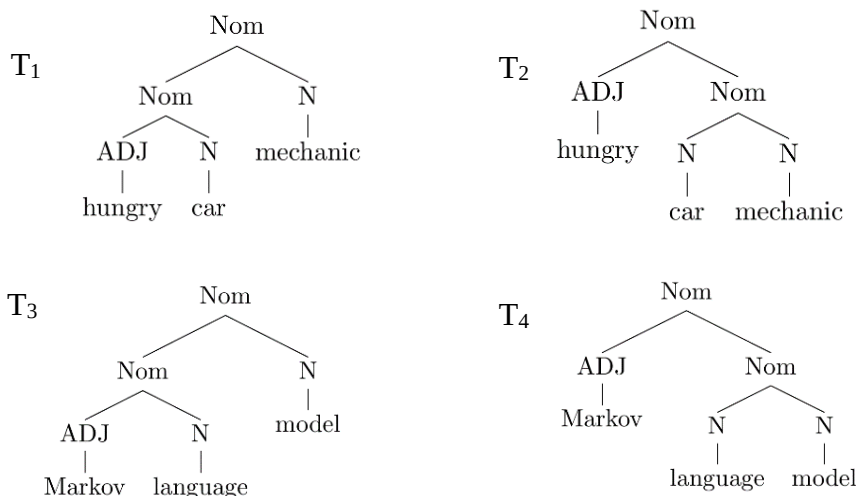 Nom
Nom
T₁
T₂
Nom N
ADJ Nom
ADJ N mechanic
hungry N N
hungry car
car mechanic
Nom
Nom
T₃
T₄
Nom N
ADJ Nom
model
Markov
ADJ N
N N
Markov language
language model